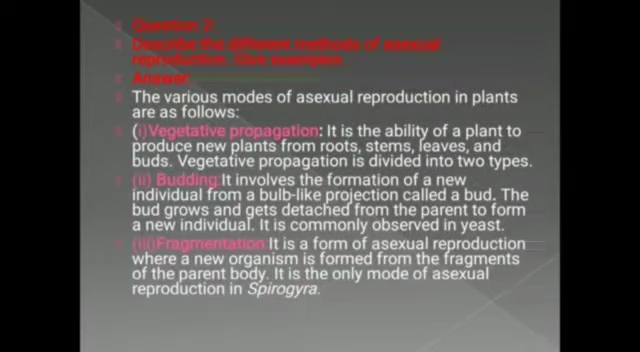 Question 2:
Describe the different methods of asexual
reproduction. Give examples.
Answer:
The various modes of asexual reproduction in plants
are as follows:
(i)Vegetative propagation: It is the ability of a plant to
produce new plants from roots, stems, leaves, and
buds. Vegetative propagation is divided into two types.
(ii) Budding:It involves the formation of a new
individual from a bulb-like projection called a bud. The
bud grows and gets detached from the parent to form
a new individual. It is commonly observed in yeast.
(iii)Fragmentation:It is a form of asexual reproduction
where a new organism is formed from the fragments
of the parent body. It is the only mode of asexual
reproduction in Spirogyra.